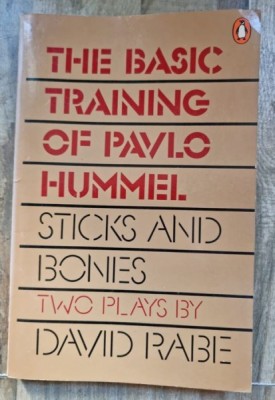 THE BASIC
TRAINING
OF PAVLO
HUMMEL
STICKS AND
BONES
TWO PLAYS BY
DAVID RABE